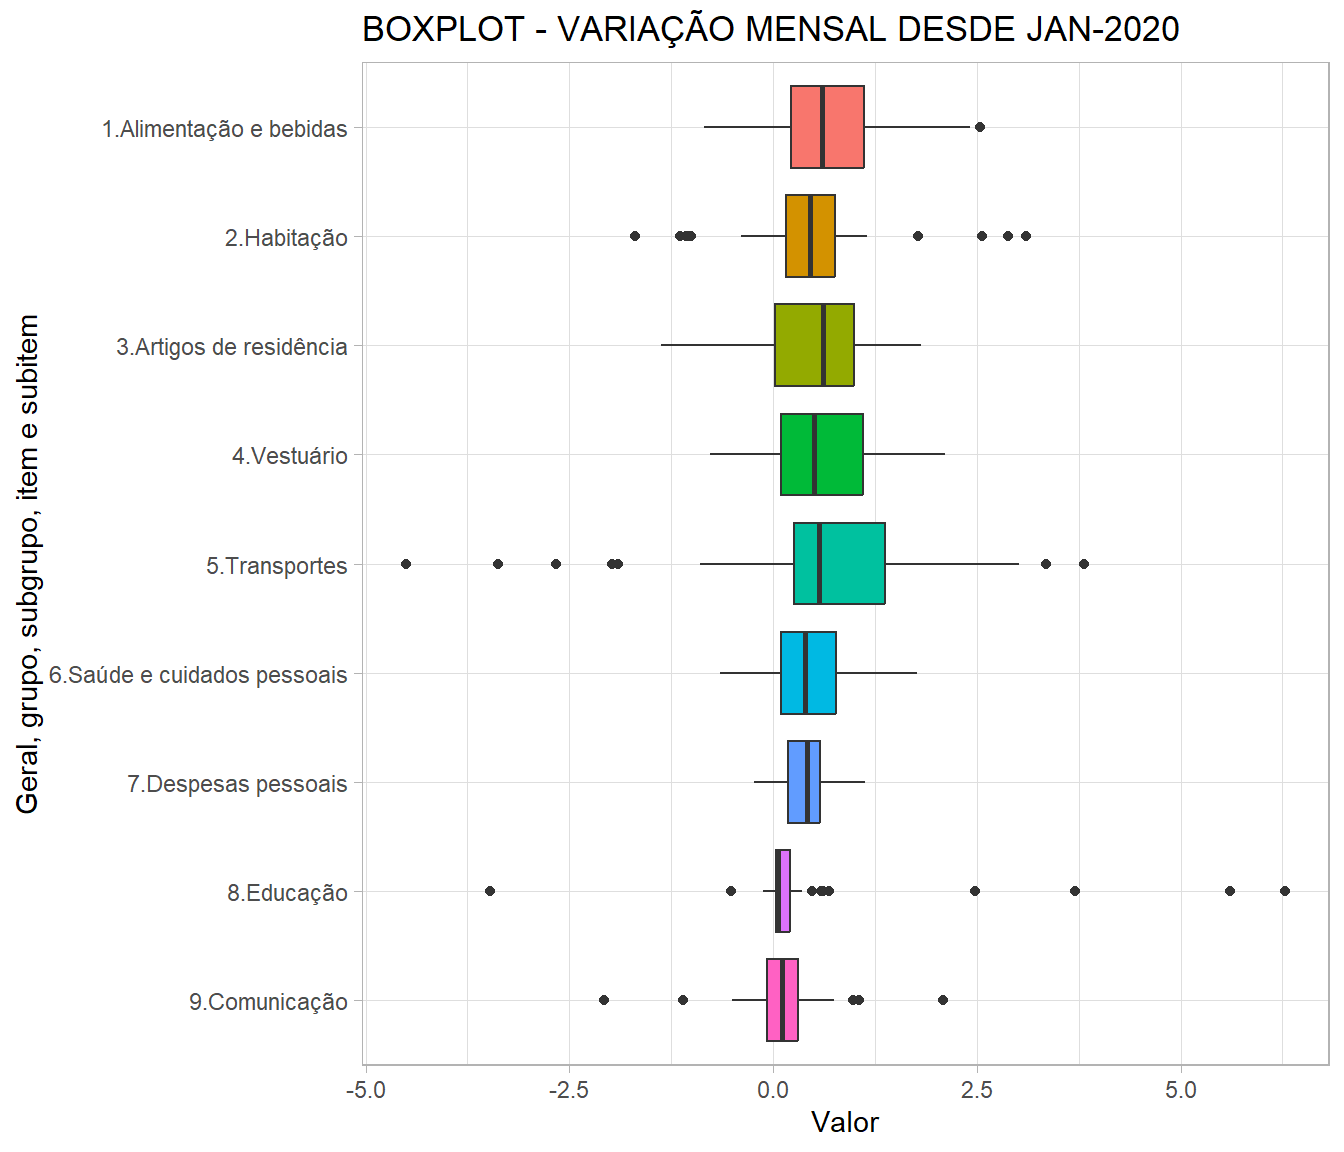 BOXPLOT - VARIAÇÃO MENSAL DESDE JAN-2020
Geral, grupo, subgrupo, item e subitem
1.Alimentação e bebidas
2.Habitação
3.Artigos de residência
4.Vestuário
5.Transportes
6.Saúde e cuidados pessoais
7.Despesas pessoais
8.Educação
9.Comunicação
-5.0 -2.5 0.0 2.5 5.0
Valor